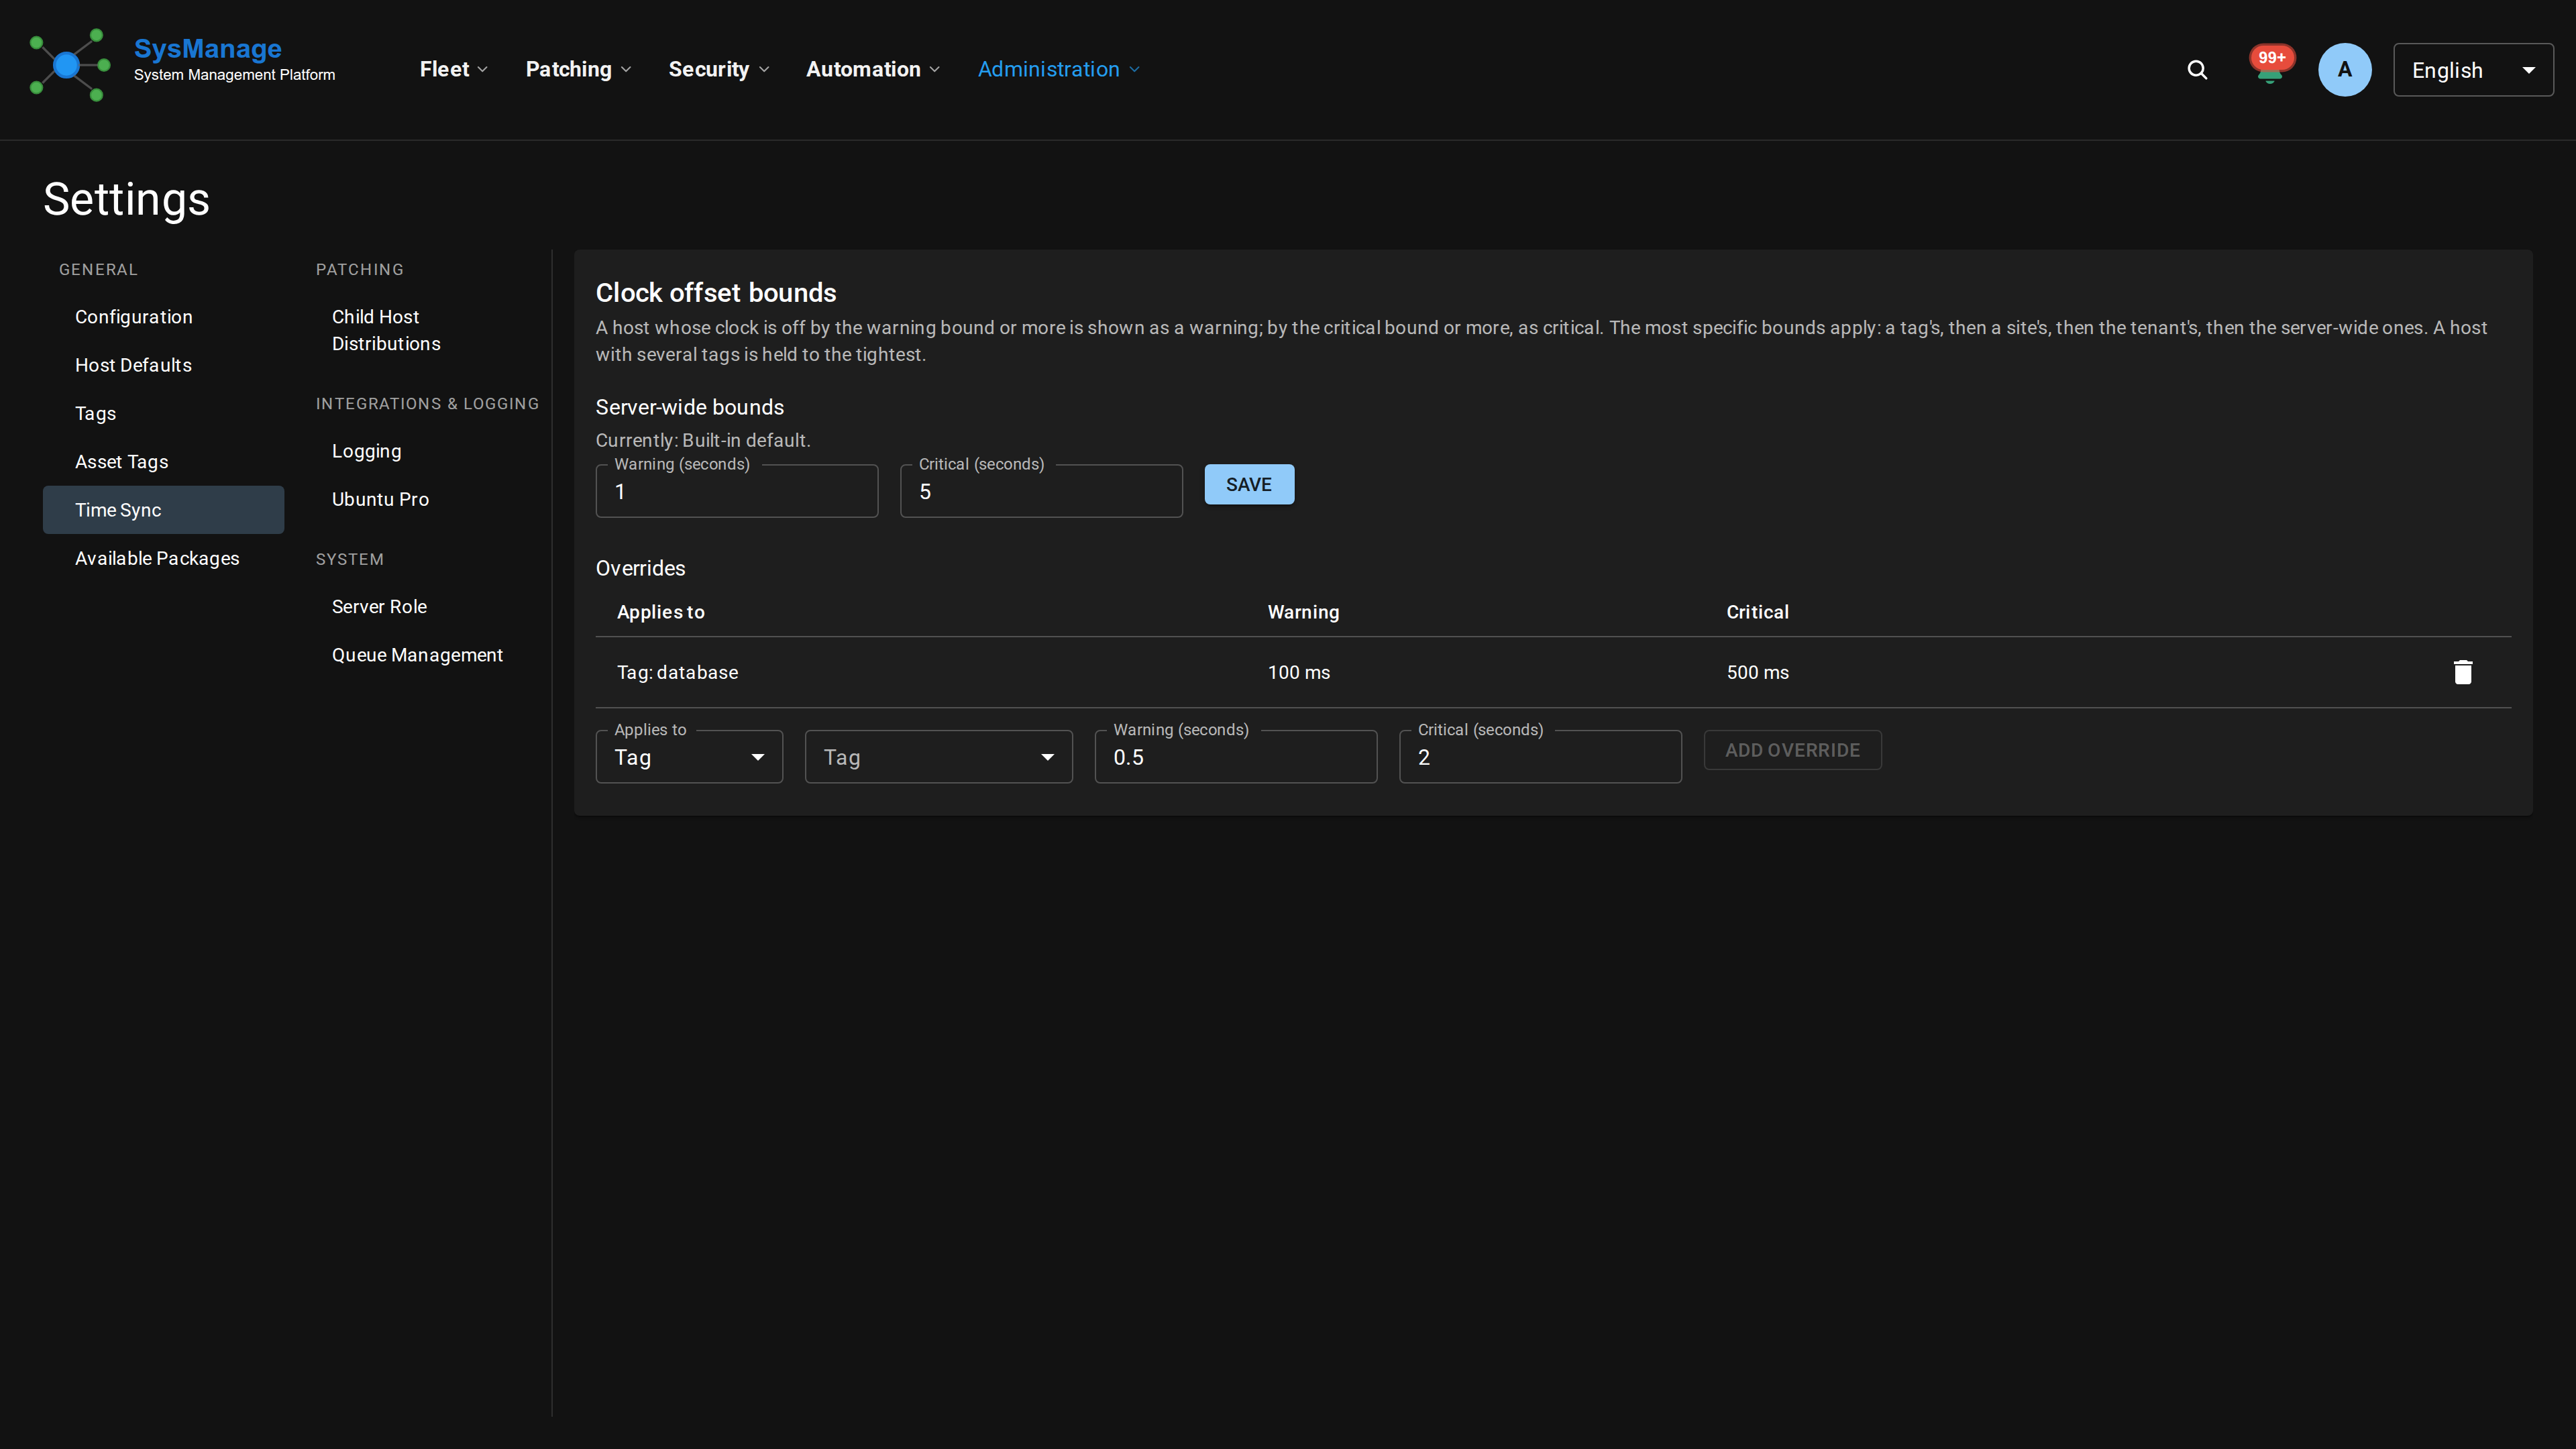 SysManage
System Management Platform
Fleet
Patching
Security
Automation
Administration
99+
A
English
Settings
GENERAL
Configuration
Host Defaults
Tags
Asset Tags
Time Sync
Available Packages
PATCHING
Child Host
Distributions
INTEGRATIONS & LOGGING
Logging
Ubuntu Pro
SYSTEM
Server Role
Queue Management
Clock offset bounds
A host whose clock is off by the warning bound or more is shown as a warning; by the critical bound or more, as critical. The most specific bounds apply: a tag's, then a site's, then the tenant's, then the server-wide ones. A host
with several tags is held to the tightest.
Server-wide bounds
Currently: Built-in default.
Warning (seconds)
1
Critical (seconds)
5
SAVE
Overrides
Applies to Warning Critical
Tag: database 100 ms 500 ms
Applies to
Tag
Tag
Warning (seconds)
0.5
Critical (seconds)
2
ADD OVERRIDE